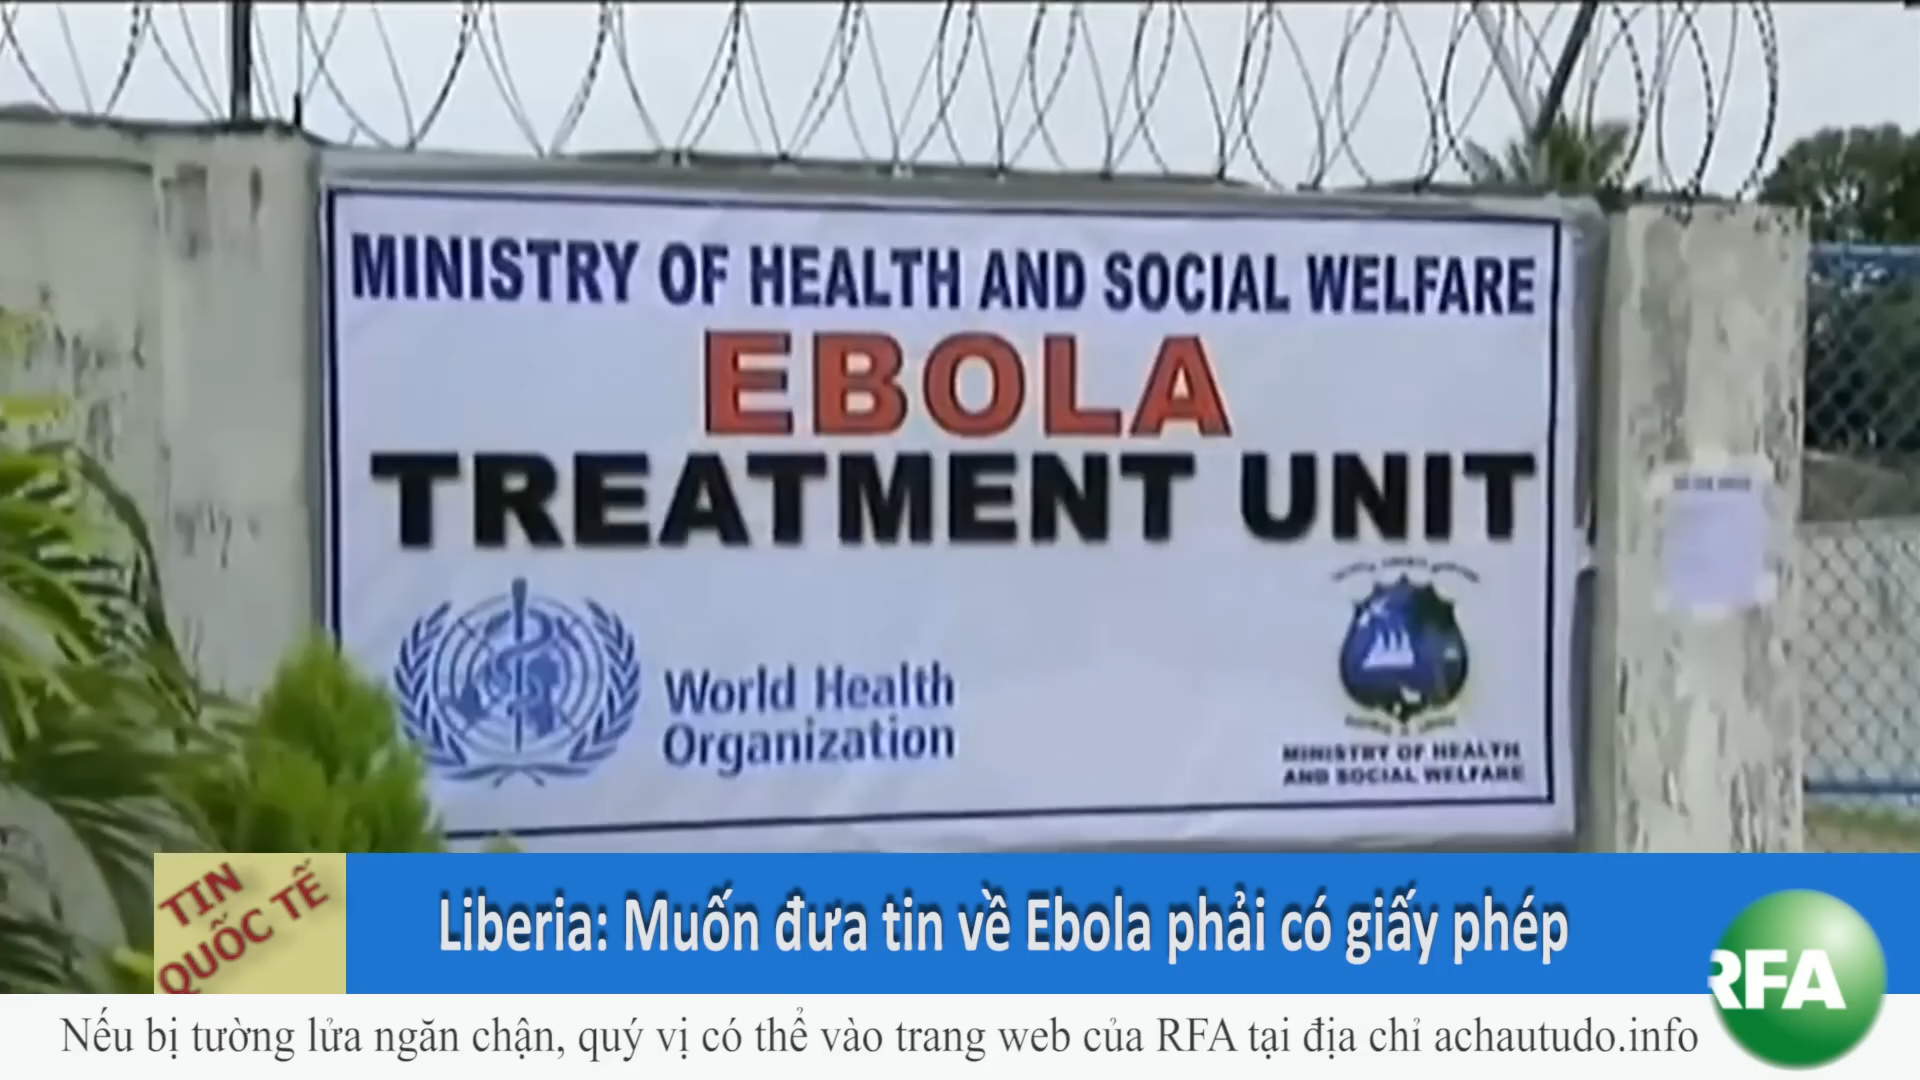 MINISTRY OF HEALTH AND SOCIAL WELFARE
EBOLA
TREATMENT UNIT
World Health
Organization
MINISTRY OF HEALTH
AND SOCIAL WELFARE
TIN
QUỐC TẾ
Liberia: Muốn đưa tin về Ebola phải có giấy phép
RFA
Nếu bị tường lửa ngăn chận, quý vị có thể vào trang web của RFA tại địa chỉ achautudo.info